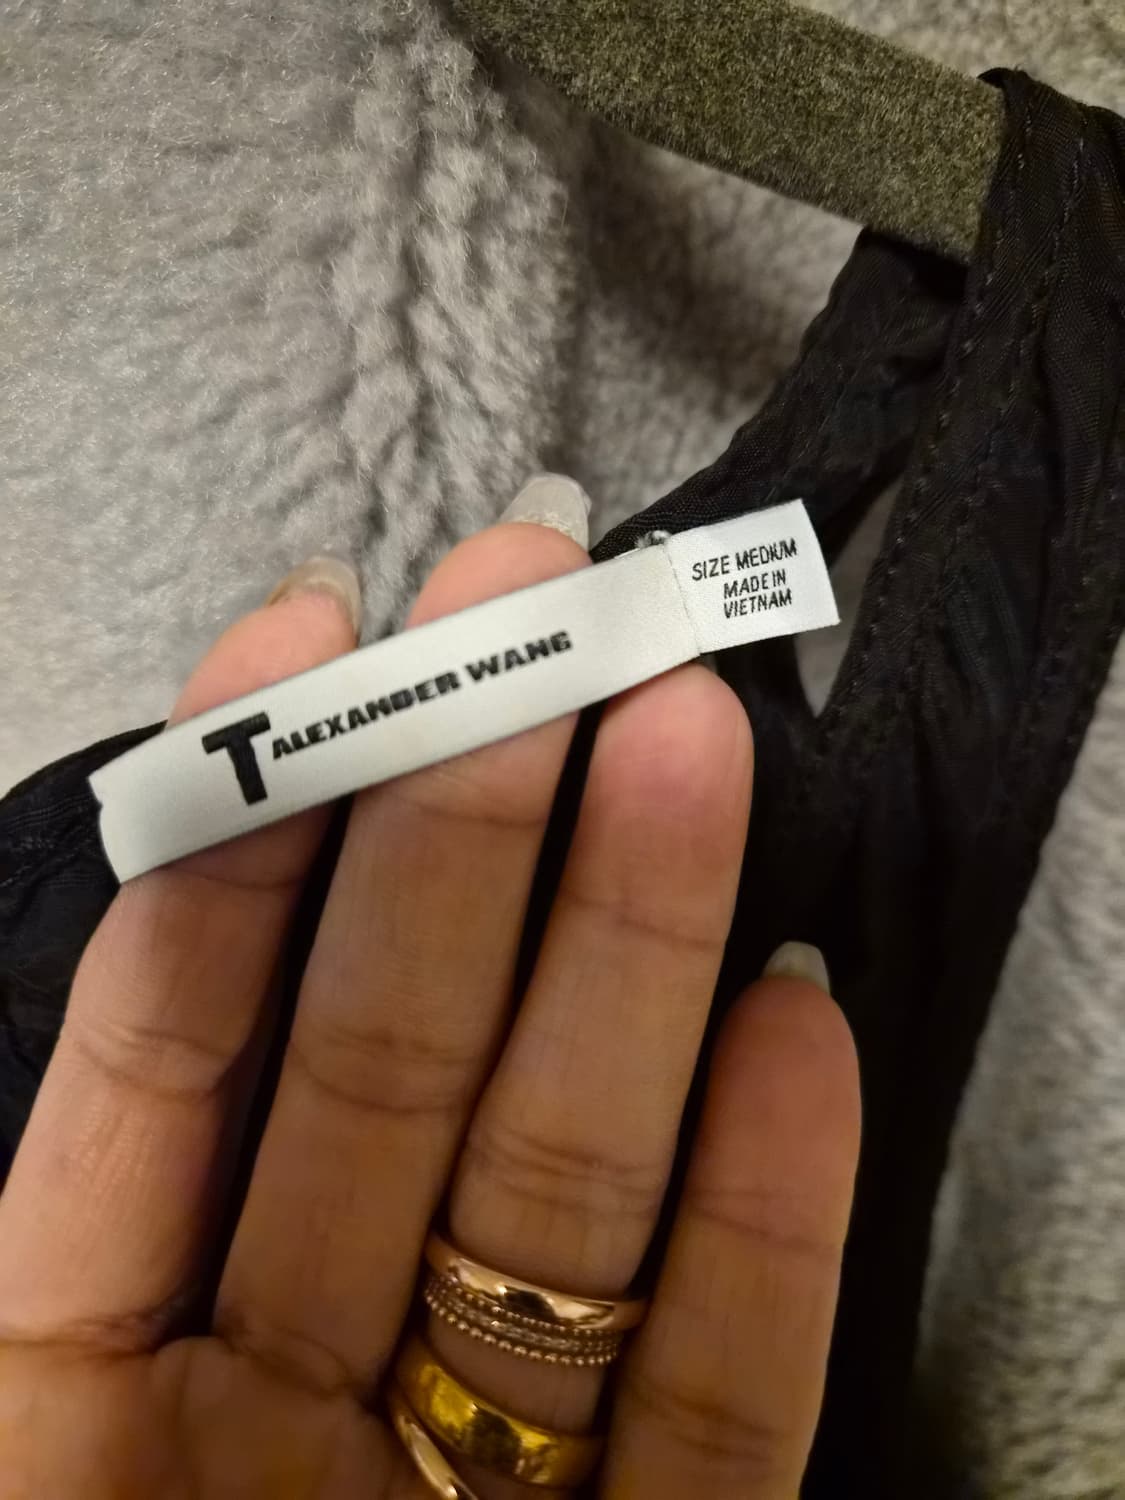 T ALEXANDER WANG
SIZE MEDIUM
MADE IN
VIETNAM